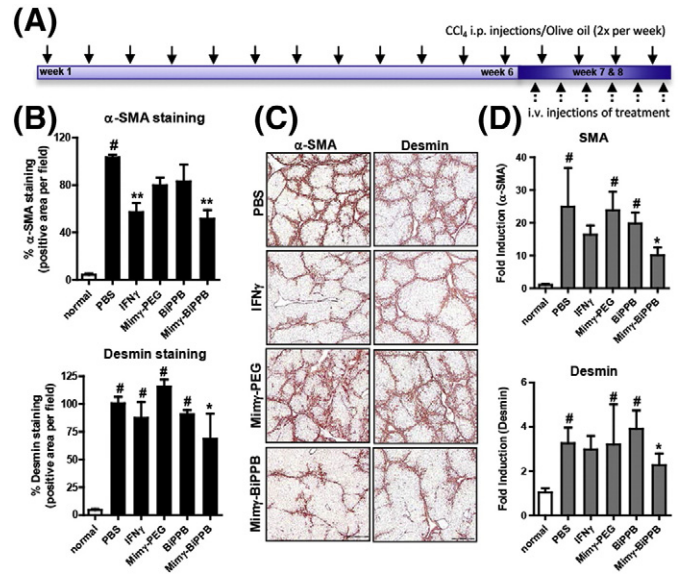 (A)
CCl4 i.p. injections/Olive oil (2x per week)
week 1
week 6
week 7 & 8
i.v. injections of treatment
(B)
α-SMA staining
% α-SMA staining
(positive area per field)
120
80
40
0
#
**
**
normal
PBS
IFNγ
Mimγ-PEG
BiPPB
Mimγ-BiPPB
Desmin staining
% Desmin staining
(positive area per field)
125
100
75
50
25
0
#
#
#
#
*
normal
PBS
IFNγ
Mimγ-PEG
BiPPB
Mimγ-BiPPB
(C)
α-SMA
Desmin
PBS
IFNγ
Mimγ-PEG
Mimγ-BiPPB
(D)
SMA
Fold Induction (α-SMA)
40
30
20
10
0
#
#
#
*
normal
PBS
IFNγ
Mimγ-PEG
BiPPB
Mimγ-BiPPB
Desmin
Fold Induction (Desmin)
6
4
2
0
#
#
#
*
normal
PBS
IFNγ
Mimγ-PEG
BiPPB
Mimγ-BiPPB